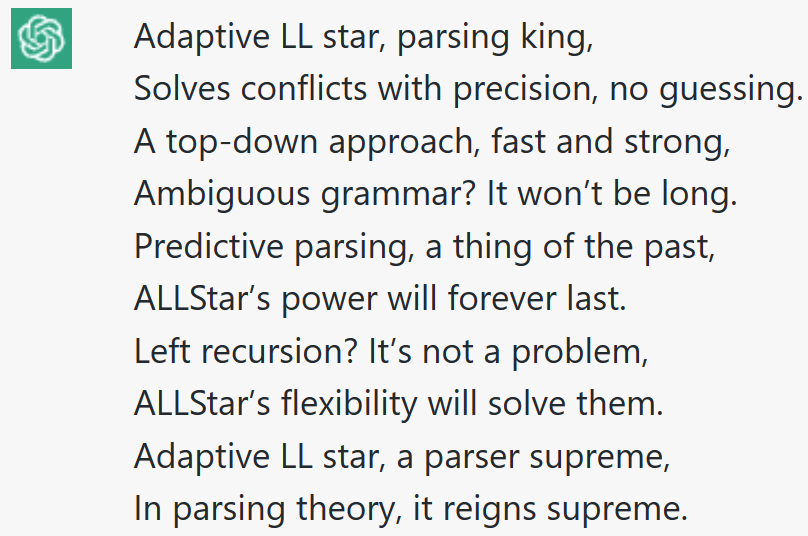 Adaptive LL star, parsing king,
Solves conflicts with precision, no guessing.
A top-down approach, fast and strong,
Ambiguous grammar? It won’t be long.
Predictive parsing, a thing of the past,
ALLStar’s power will forever last.
Left recursion? It’s not a problem,
ALLStar’s flexibility will solve them.
Adaptive LL star, a parser supreme,
In parsing theory, it reigns supreme.